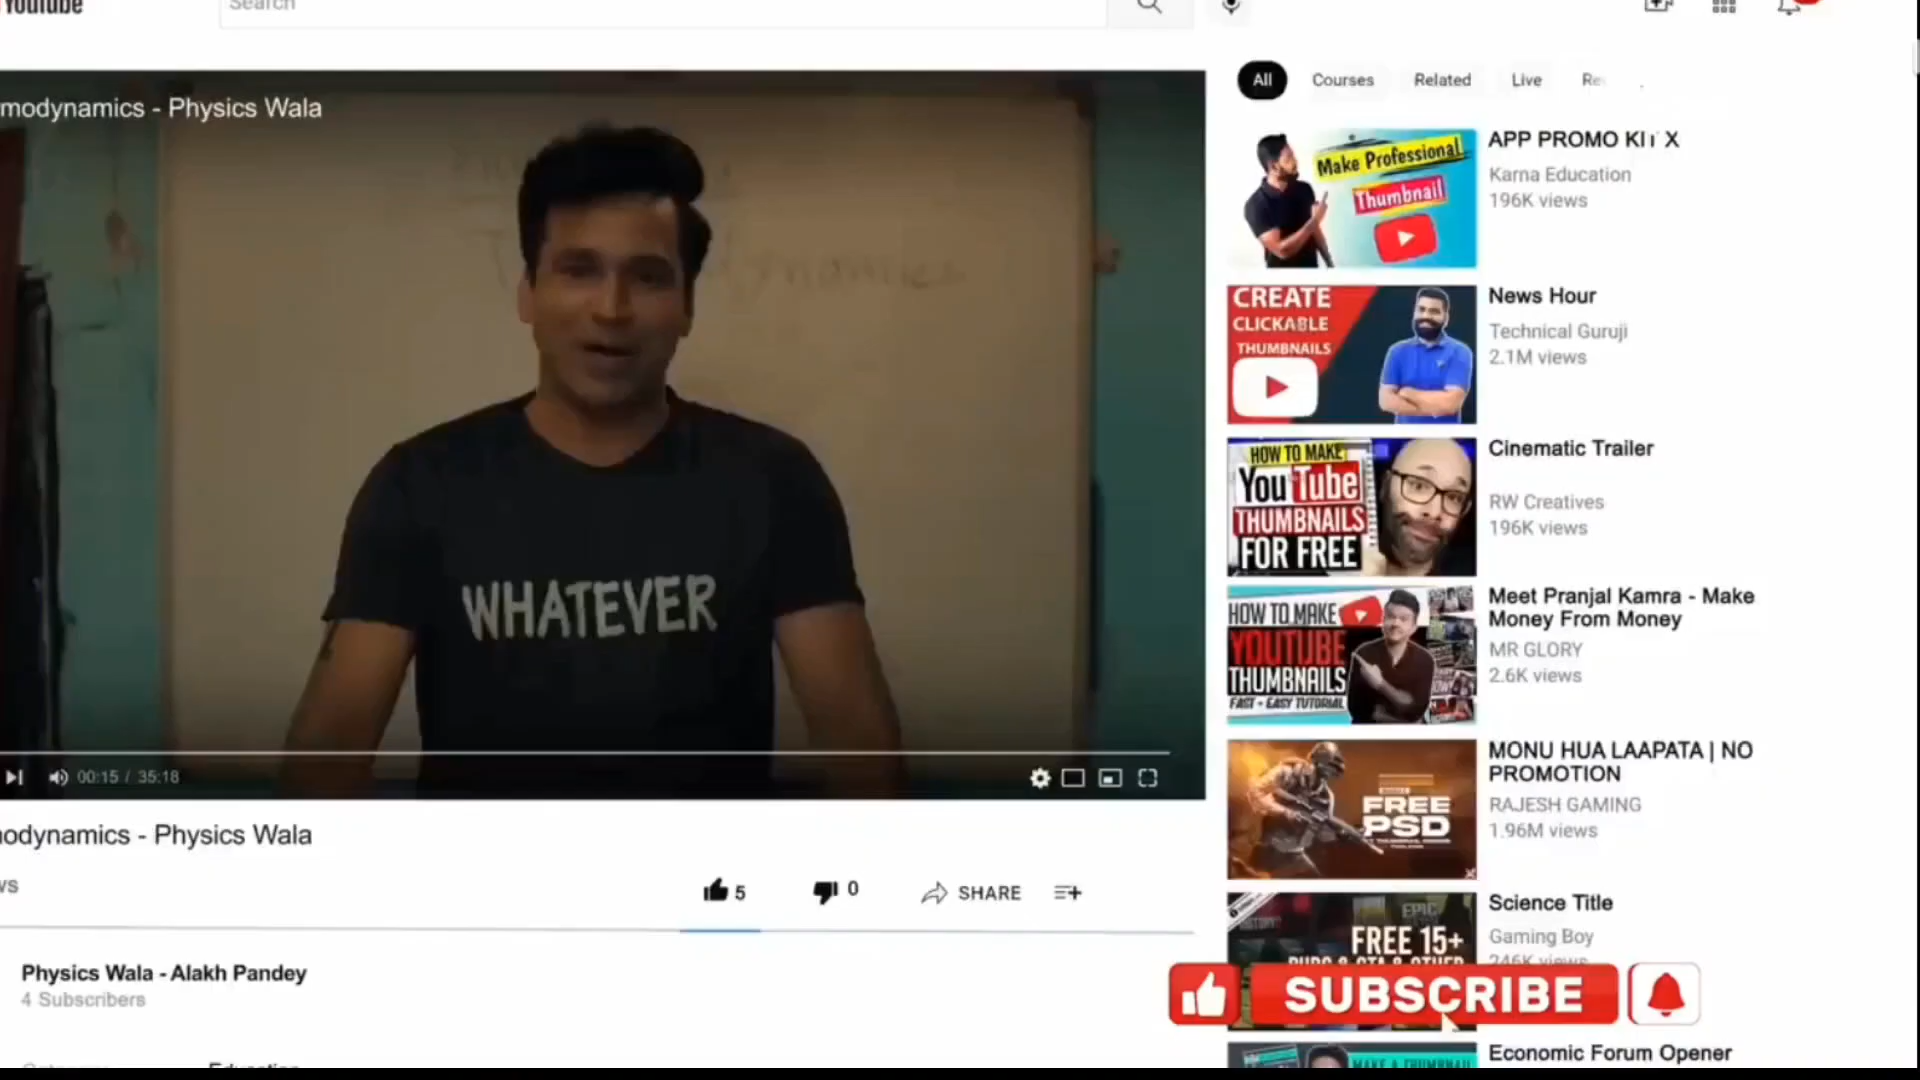 YouTube
Search
modynamics - Physics Wala
WHATEVER
00:15 / 35:18
odynamics - Physics Wala
5
0
SHARE
Physics Wala - Alakh Pandey
4 Subscribers
Education
All
Courses
Related
Live
Make Professional
Thumbnail
APP PROMO KIT X
Karna Education
196K views
CREATE
CLICKABLE
THUMBNAILS
News Hour
Technical Guruji
2.1M views
HOW TO MAKE
YouTube
THUMBNAILS
FOR FREE
Cinematic Trailer
RW Creatives
196K views
HOW TO MAKE
YOUTUBE
THUMBNAILS
FAST + EASY TUTORIAL
Meet Pranjal Kamra - Make
Money From Money
MR GLORY
2.6K views
FREE
PSD
MONU HUA LAAPATA | NO
PROMOTION
RAJESH GAMING
1.96M views
EPIC
FREE 15+
Science Title
Gaming Boy
246K views
SUBSCRIBE
Economic Forum Opener